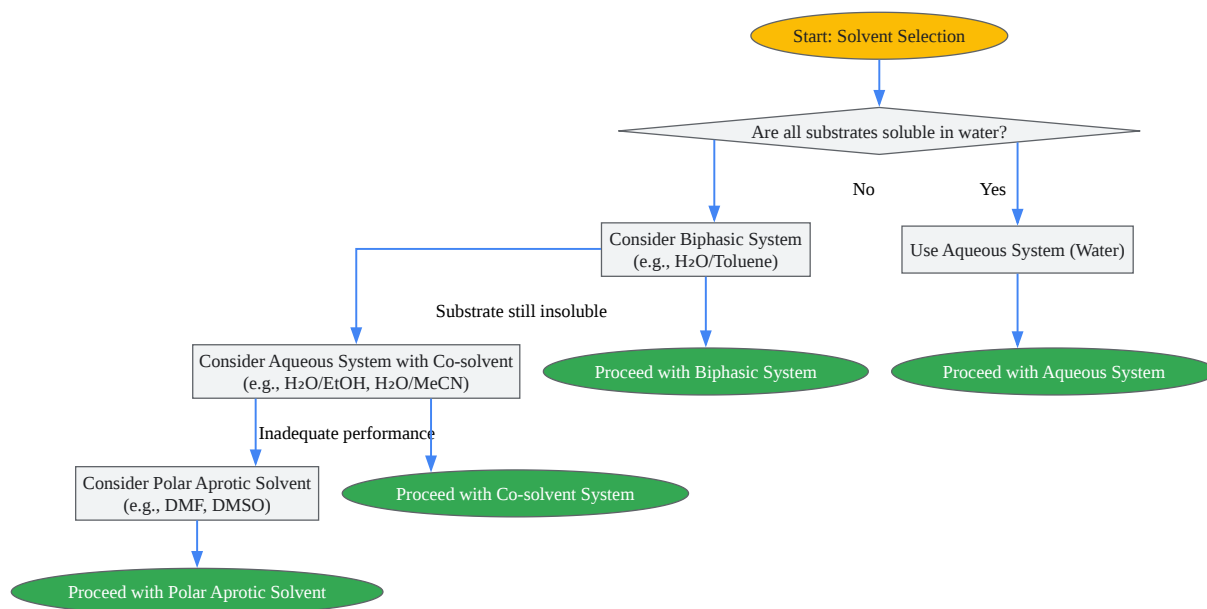 Start: Solvent Selection
Are all substrates soluble in water?
No
Yes
Consider Biphasic System
(e.g., H₂O/Toluene)
Use Aqueous System (Water)
Substrate still insoluble
Consider Aqueous System with Co-solvent
(e.g., H₂O/EtOH, H₂O/MeCN)
Proceed with Biphasic System
Proceed with Aqueous System
Inadequate performance
Consider Polar Aprotic Solvent
(e.g., DMF, DMSO)
Proceed with Co-solvent System
Proceed with Polar Aprotic Solvent